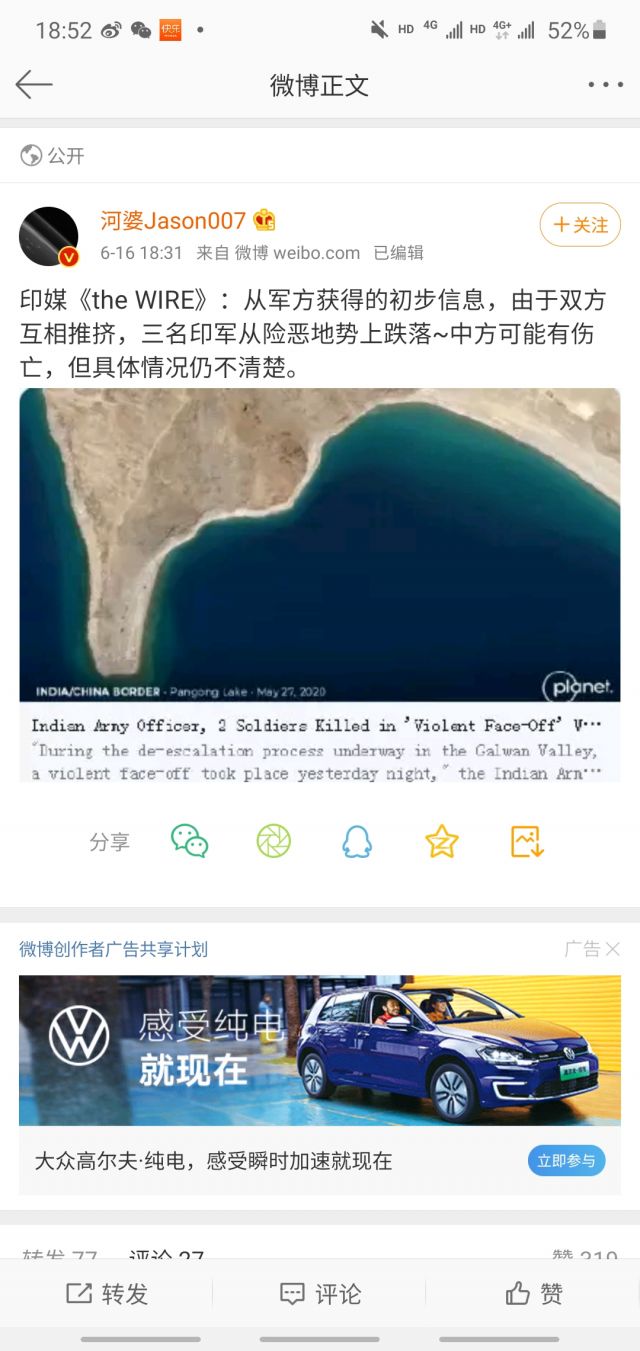 18:52
快乐
HD 4G HD 4G+ 52%
微博正文
公开
河婆Jason007
+关注
6-16 18:31 来自 微博 weibo.com 已编辑
印媒《the WIRE》：从军方获得的初步信息，由于双方
互相推挤，三名印军从险恶地势上跌落~中方可能有伤
亡，但具体情况仍不清楚。
INDIA/CHINA BORDER - Pangong Lake - May 27, 2020
planet.
Indian Army Officer, 2 Soldiers Killed in 'Violent Face-Off' V…
"During the de-escalation process underway in the Galwan Valley,
a violent face-off took place yesterday night," the Indian Arm…
分享
微博创作者广告共享计划
广告
感受纯电
就现在
大众高尔夫·纯电，感受瞬时加速就现在
立即参与
转发 77 评论 27 赞 319
转发 评论 赞